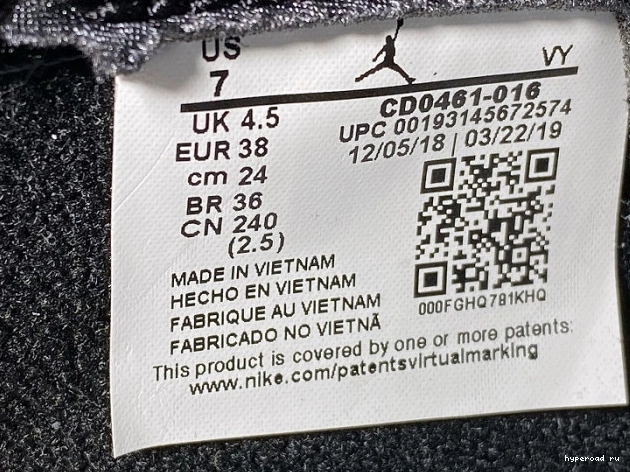 US
7
VY
UK 4.5
EUR 38
cm 24
BR 36
CN 240
(2.5)
CD0461-016
UPC 00193145672574
12/05/18 | 03/22/19
000FGHQ781KHQ
MADE IN VIETNAM
HECHO EN VIETNAM
FABRIQUE AU VIETNAM
FABRICADO NO VIETNÃ
This product is covered by one or more patents:
www.nike.com/patentsvirtualmarking
hyperoad ru